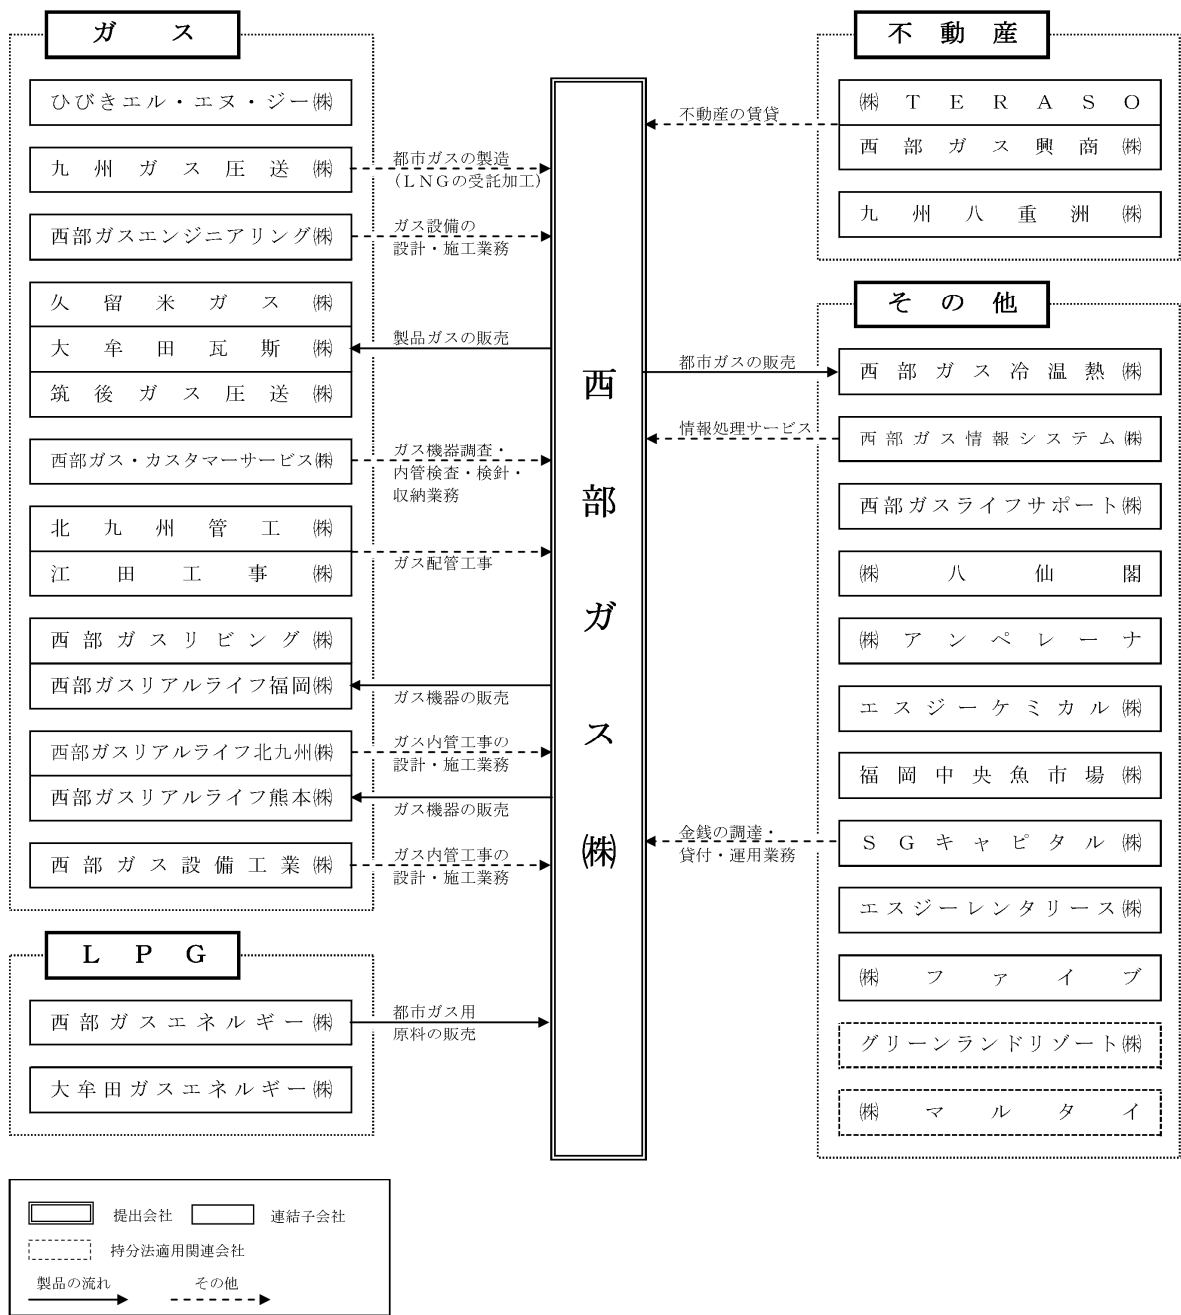 ガス
ひびきエル・エヌ・ジー㈱
九州ガス圧送㈱
都市ガスの製造
(LNGの受託加工)
西部ガスエンジニアリング㈱
ガス設備の
設計・施工業務
久留米ガス㈱
大牟田瓦斯㈱
製品ガスの販売
筑後ガス圧送㈱
西部ガス・カスタマーサービス㈱
ガス機器調査・
内管検査・検針・
収納業務
北九州管工㈱
江田工事㈱
ガス配管工事
西部ガスリビング㈱
西部ガスリアルライフ福岡㈱
ガス機器の販売
西部ガスリアルライフ北九州㈱
ガス内管工事の
設計・施工業務
西部ガスリアルライフ熊本㈱
ガス機器の販売
西部ガス設備工業㈱
ガス内管工事の
設計・施工業務
LPG
西部ガスエネルギー㈱
都市ガス用
原料の販売
大牟田ガスエネルギー㈱
西部ガス㈱
不動産
㈱TERASO
不動産の賃貸
西部ガス興商㈱
九州八重洲㈱
その他
都市ガスの販売
西部ガス冷温熱㈱
情報処理サービス
西部ガス情報システム㈱
西部ガスライフサポート㈱
㈱八仙閣
㈱アンペレーナ
エスジーケミカル㈱
福岡中央魚市場㈱
金銭の調達・
貸付・運用業務
SGキャピタル㈱
エスジーレンタリース㈱
㈱ファイブ
グリーンランドリゾート㈱
㈱マルタイ
提出会社
連結子会社
持分法適用関連会社
製品の流れ
その他